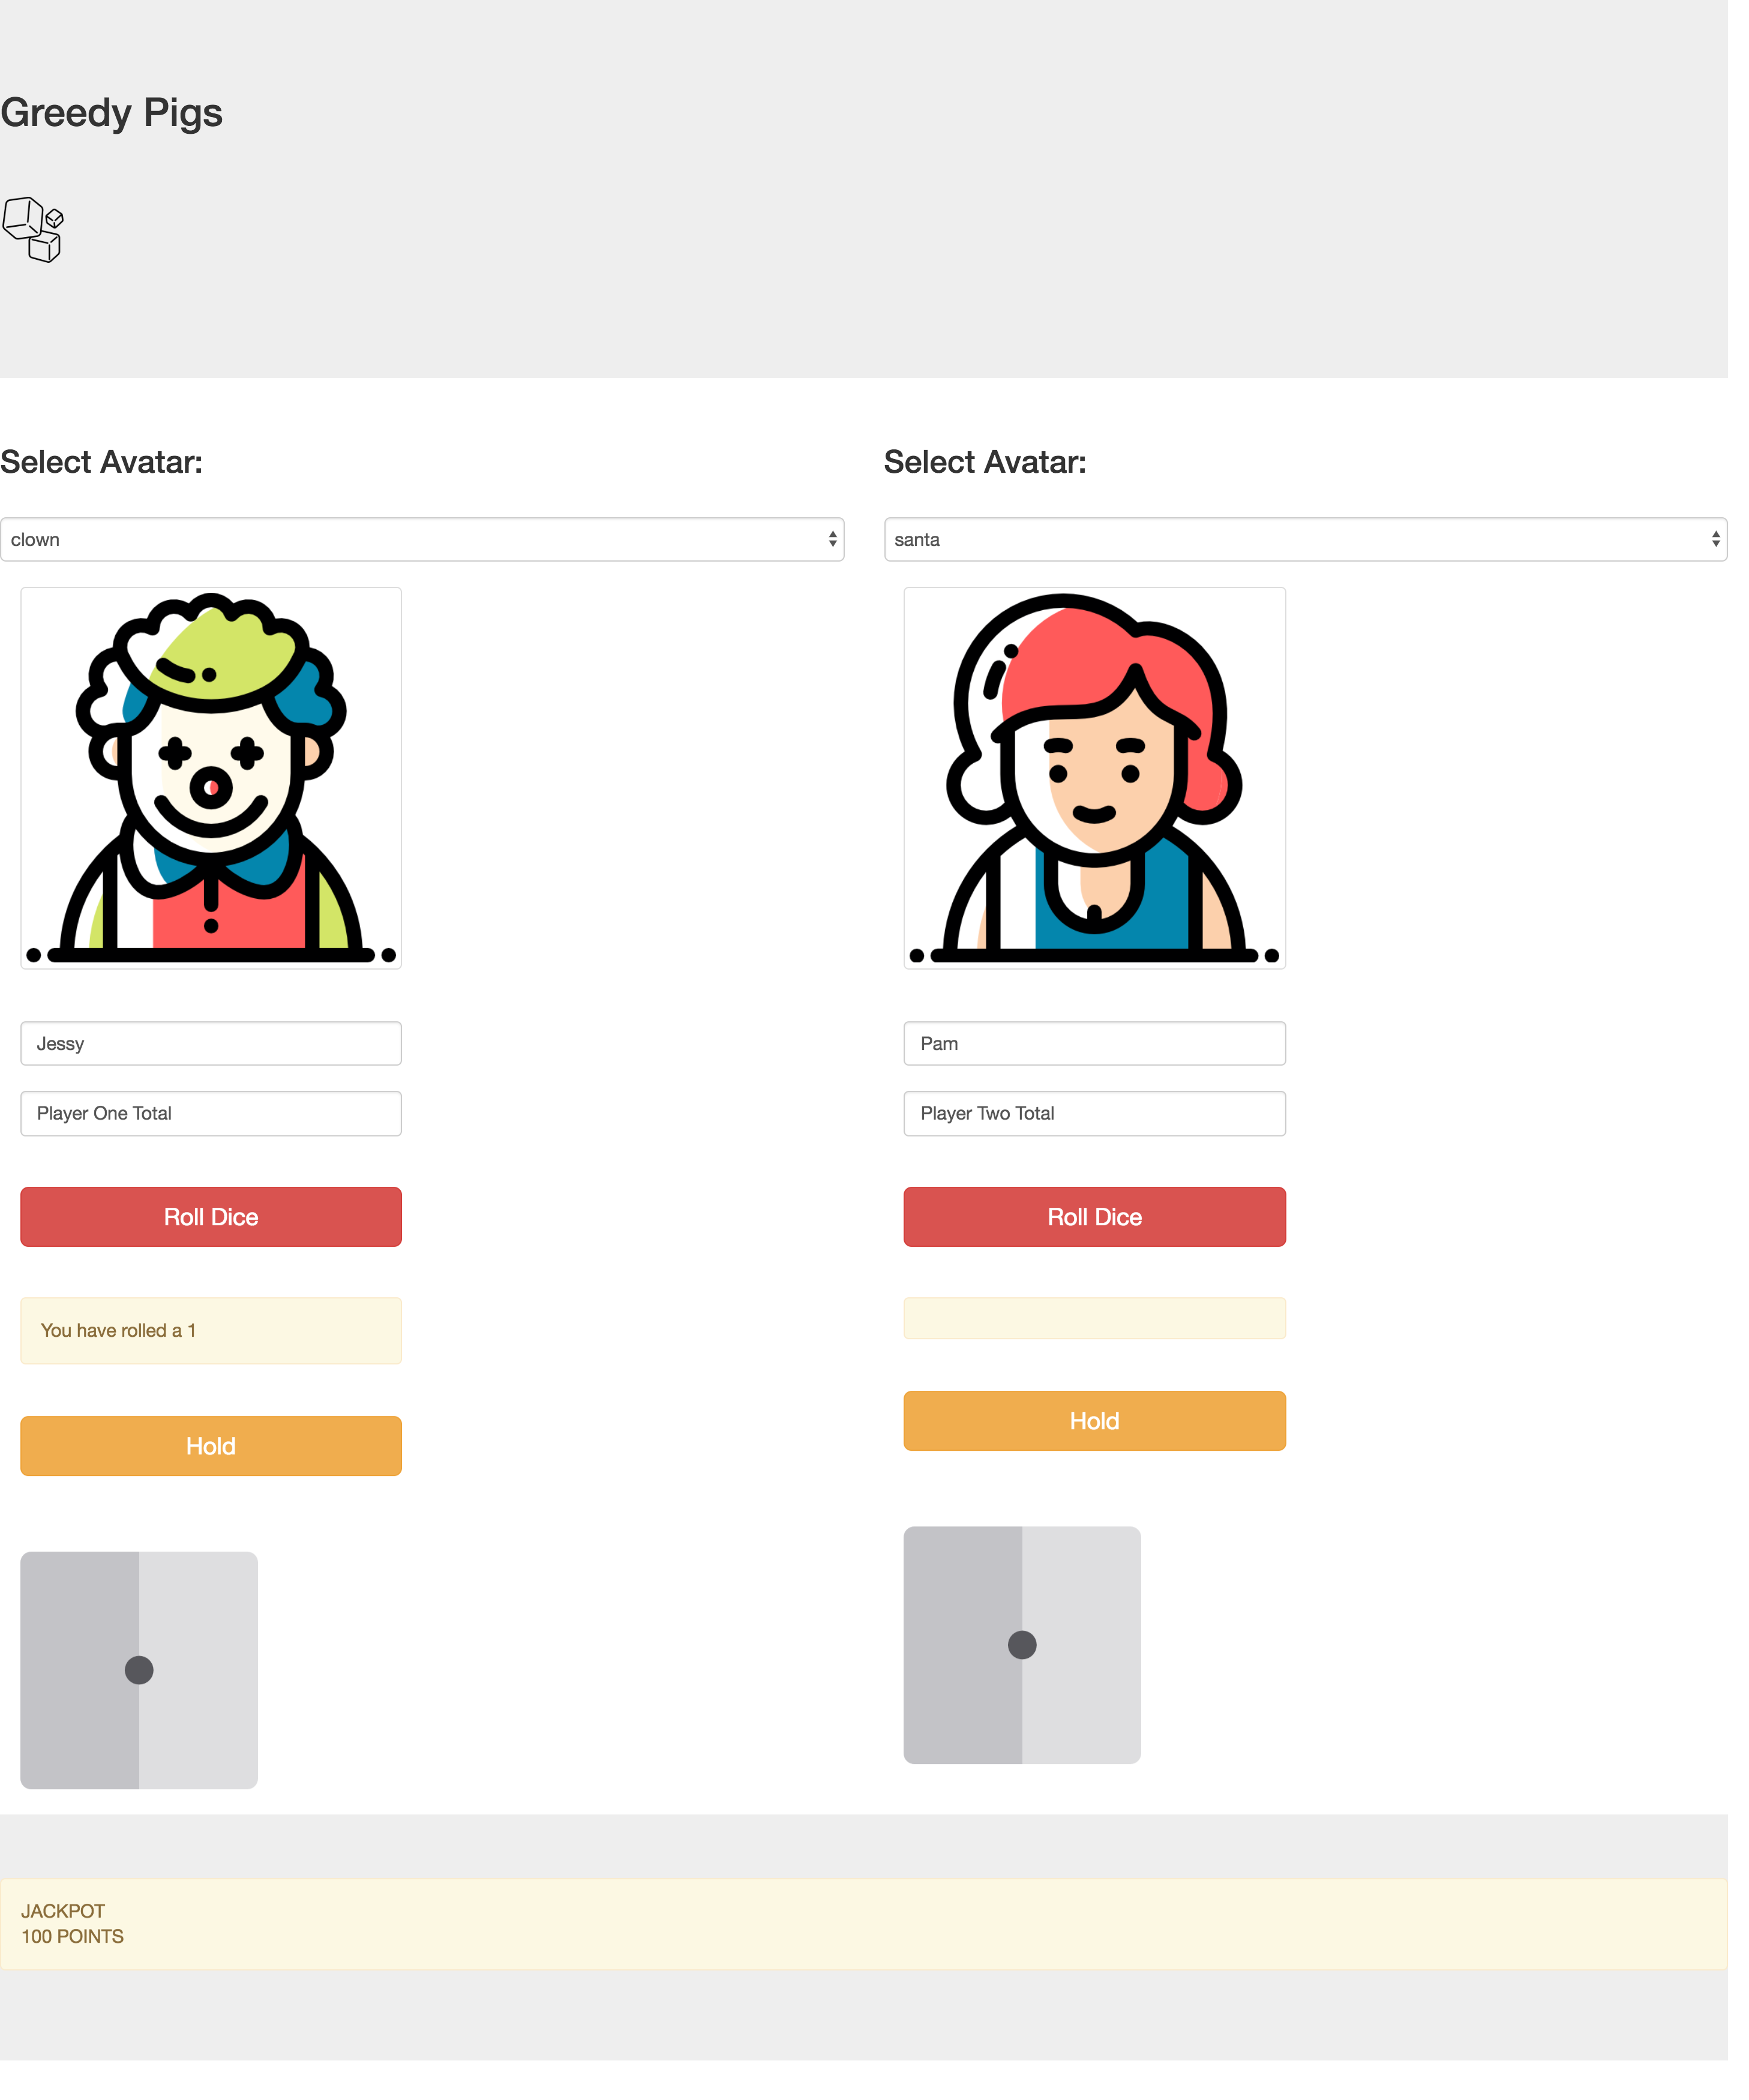 Greedy Pigs
Select Avatar:
clown
Jessy
Player One Total
Roll Dice
You have rolled a 1
Hold
Select Avatar:
santa
Pam
Player Two Total
Roll Dice
Hold
JACKPOT
100 POINTS